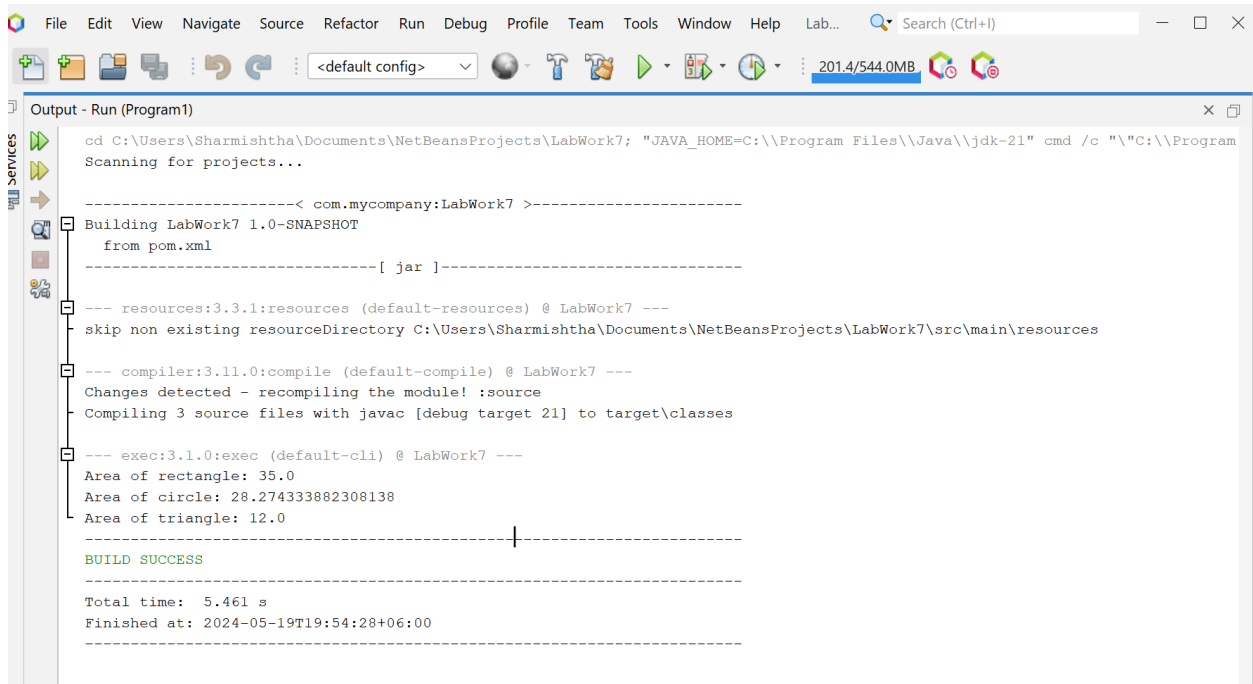 File Edit View Navigate Source Refactor Run Debug Profile Team Tools Window Help Lab... Search (Ctrl+I)
<default config> 201.4/544.0MB
Output - Run (Program1)
Services
cd C:\Users\Sharmishtha\Documents\NetBeansProjects\LabWork7; "JAVA_HOME=C:\\Program Files\\Java\\jdk-21" cmd /c "\"C:\\Program
Scanning for projects...
-----------------------< com.mycompany:LabWork7 >-----------------------
Building LabWork7 1.0-SNAPSHOT
from pom.xml
--------------------------------[ jar ]---------------------------------
--- resources:3.3.1:resources (default-resources) @ LabWork7 ---
skip non existing resourceDirectory C:\Users\Sharmishtha\Documents\NetBeansProjects\LabWork7\src\main\resources
--- compiler:3.11.0:compile (default-compile) @ LabWork7 ---
Changes detected - recompiling the module! :source
Compiling 3 source files with javac [debug target 21] to target\classes
--- exec:3.1.0:exec (default-cli) @ LabWork7 ---
Area of rectangle: 35.0
Area of circle: 28.274333882308138
Area of triangle: 12.0
------------------------------------------------------------------------
BUILD SUCCESS
------------------------------------------------------------------------
Total time:  5.461 s
Finished at: 2024-05-19T19:54:28+06:00
------------------------------------------------------------------------